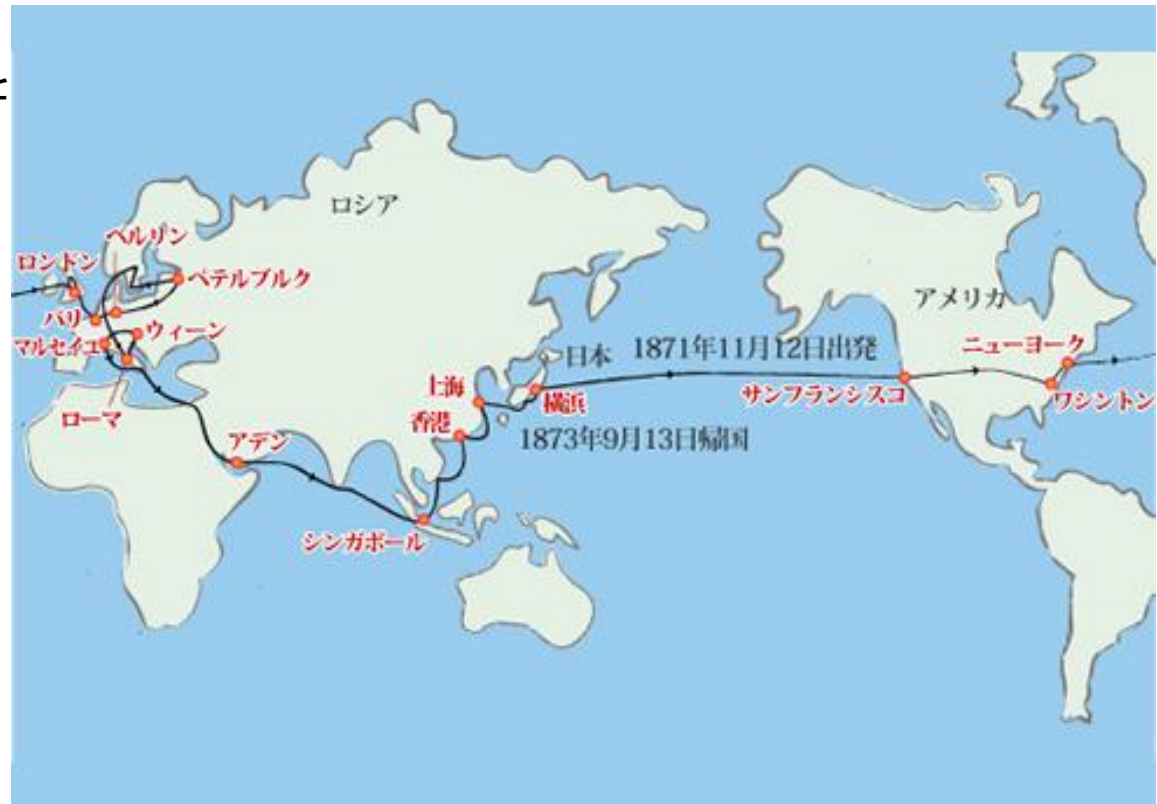 ロシア
ベルリン
ロンドン
ペテルブルク
パリ
ウィーン
マルセイユ
ローマ
アデン
シンガポール
上海
香港
日本
横浜
1871年11月12日出発
1873年9月13日帰国
サンフランシスコ
アメリカ
ニューヨーク
ワシントン